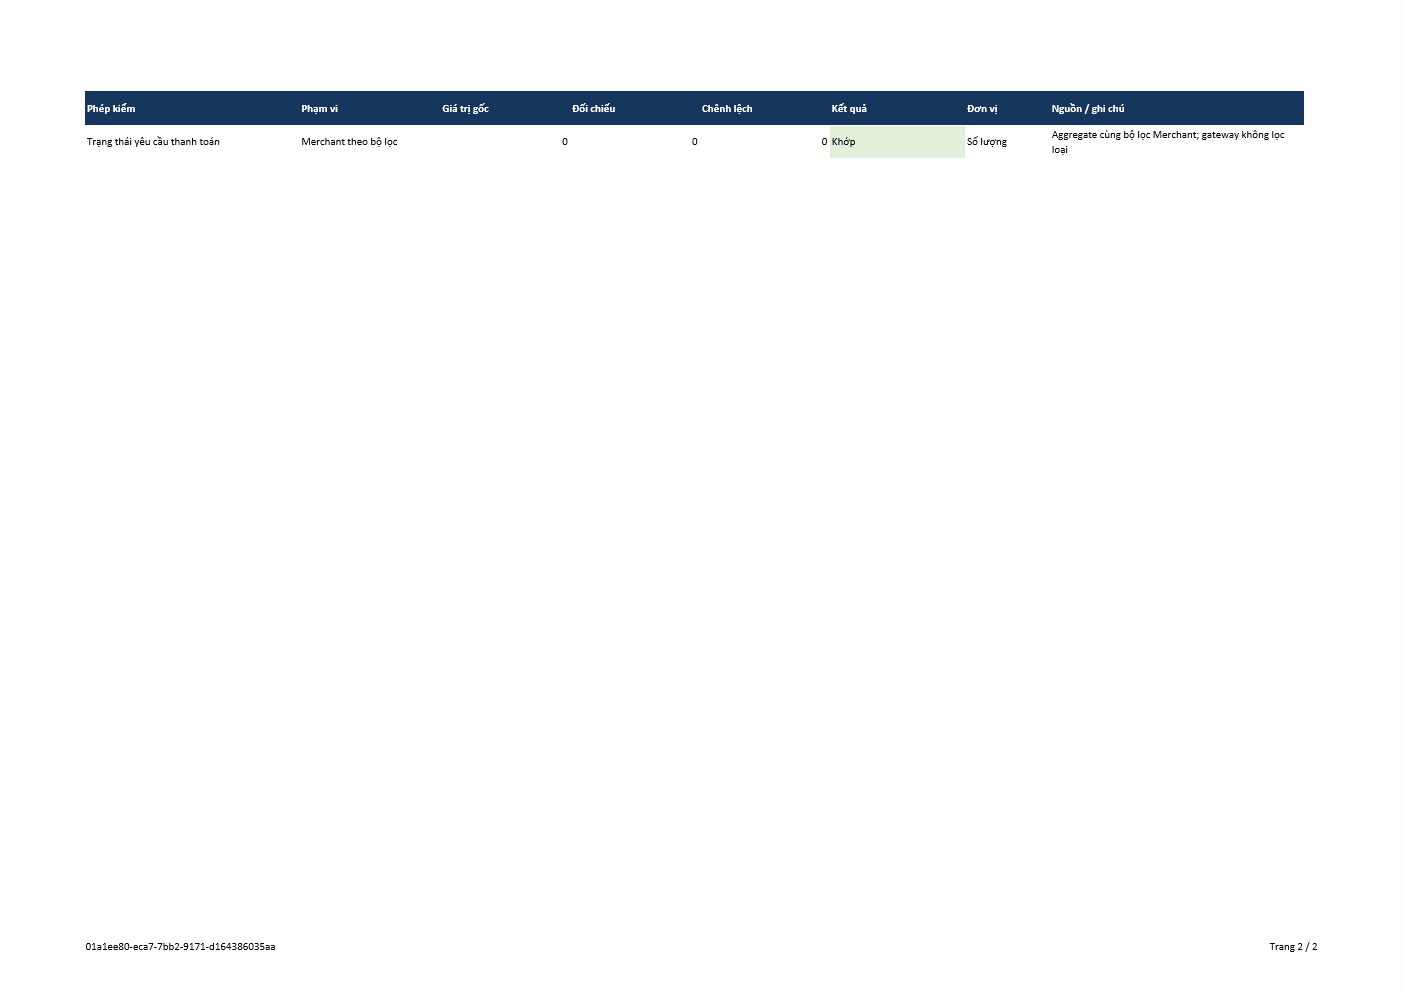 Phép kiểm Phạm vi Giá trị gốc Đối chiếu Chênh lệch Kết quả Đơn vị Nguồn / ghi chú
Trạng thái yêu cầu thanh toán Merchant theo bộ lọc 0 0 0 Khớp Số lượng Aggregate cùng bộ lọc Merchant; gateway không lọc
loại
01a1ee80-eca7-7bb2-9171-d164386035aa Trang 2 / 2